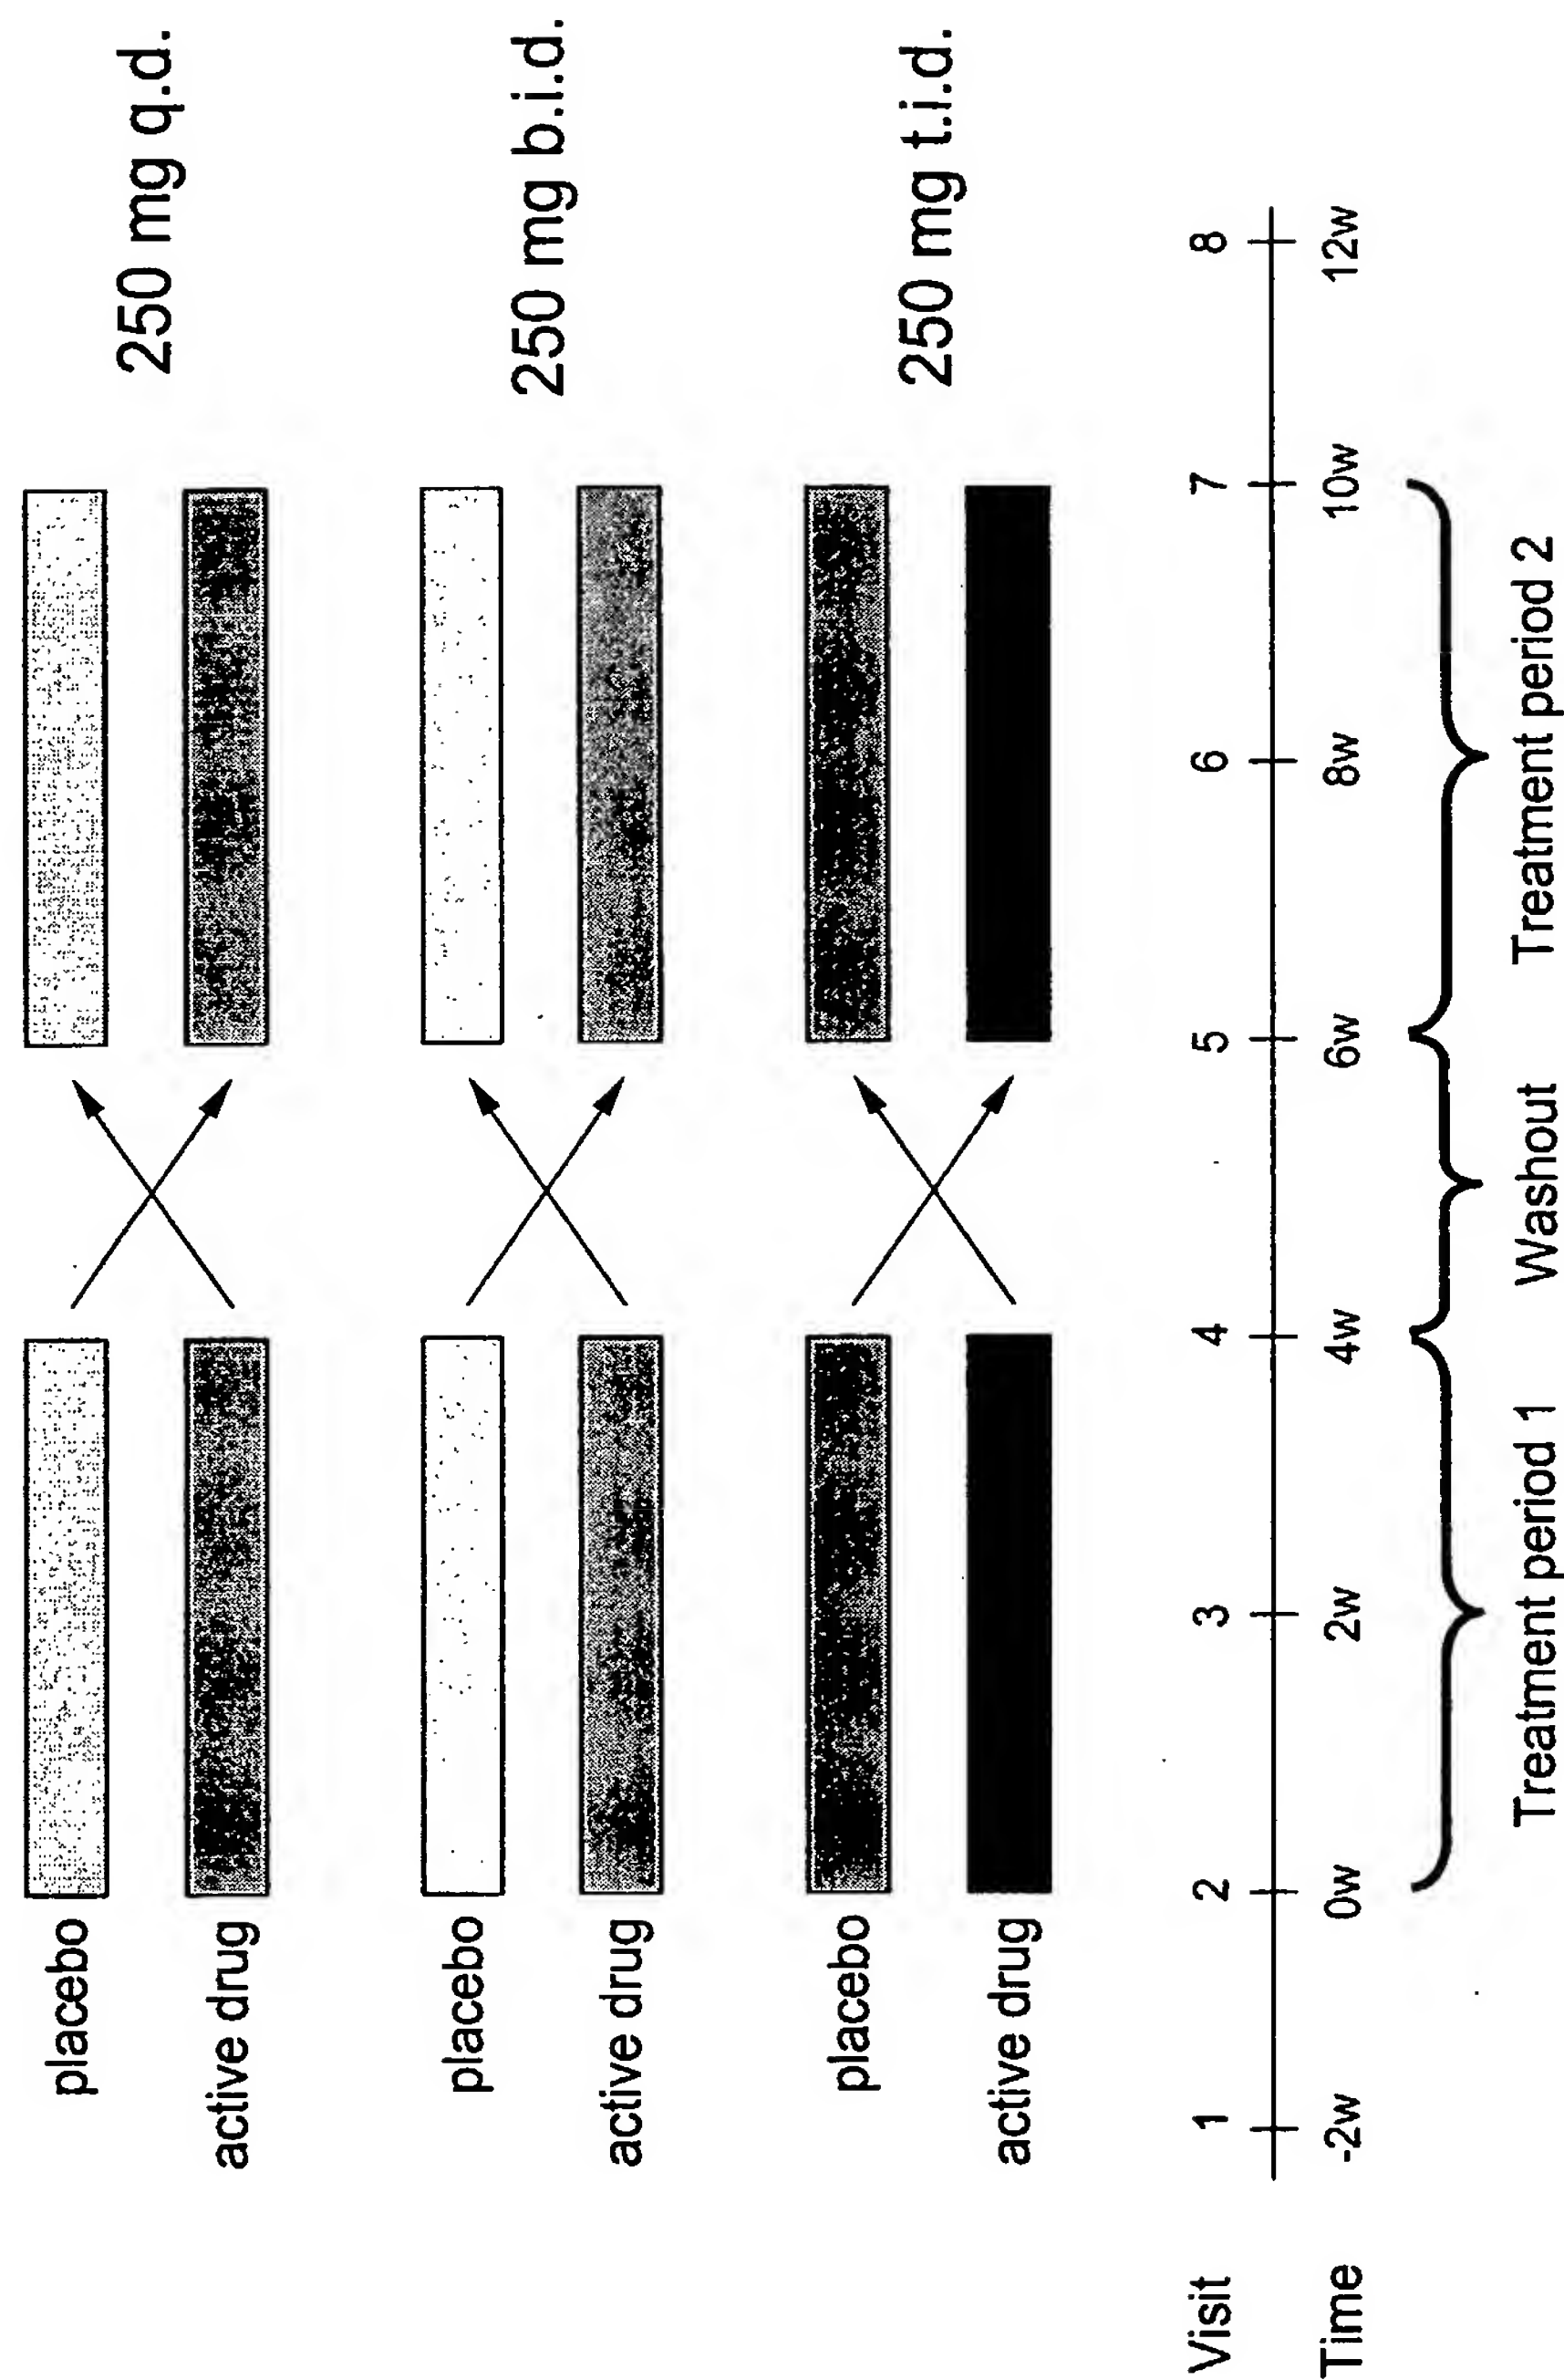 placebo
250 mg q.d.
active drug
placebo
250 mg b.i.d.
active drug
placebo
250 mg t.i.d.
active drug
Visit 1 2 3 4 5 6 7 8
Time -2w 0w 2w 4w 6w 8w 10w 12w
Treatment period 1 Washout Treatment period 2